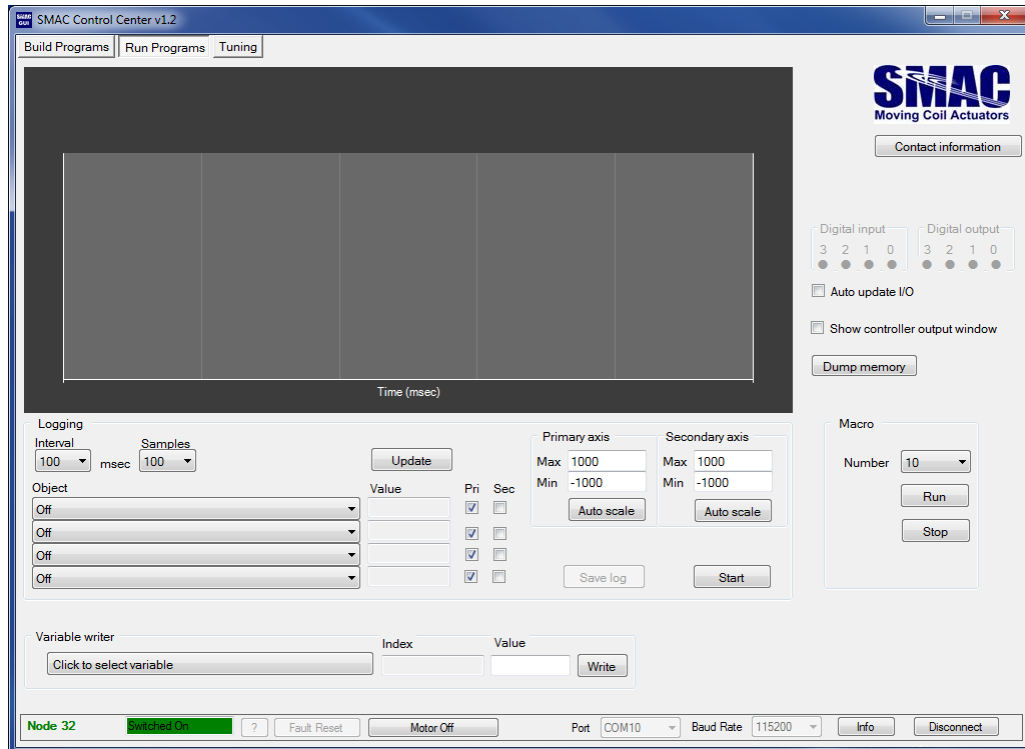 SMAC GUI SMAC Control Center v1.2
Build Programs Run Programs Tuning
SMAC
Moving Coil Actuators
Contact information
Time (msec)
Digital input Digital output
3 2 1 0 3 2 1 0
Auto update I/O
Show controller output window
Dump memory
Logging
Interval Samples
100 msec 100 Update
Object Value Pri Sec
Off
Off
Off
Off
Primary axis Secondary axis
Max 1000 Max 1000
Min -1000 Min -1000
Auto scale Auto scale
Save log Start
Macro
Number 10
Run
Stop
Variable writer
Index Value
Click to select variable Write
Node 32 Switched On ? Fault Reset Motor Off Port COM10 Baud Rate 115200 Info Disconnect